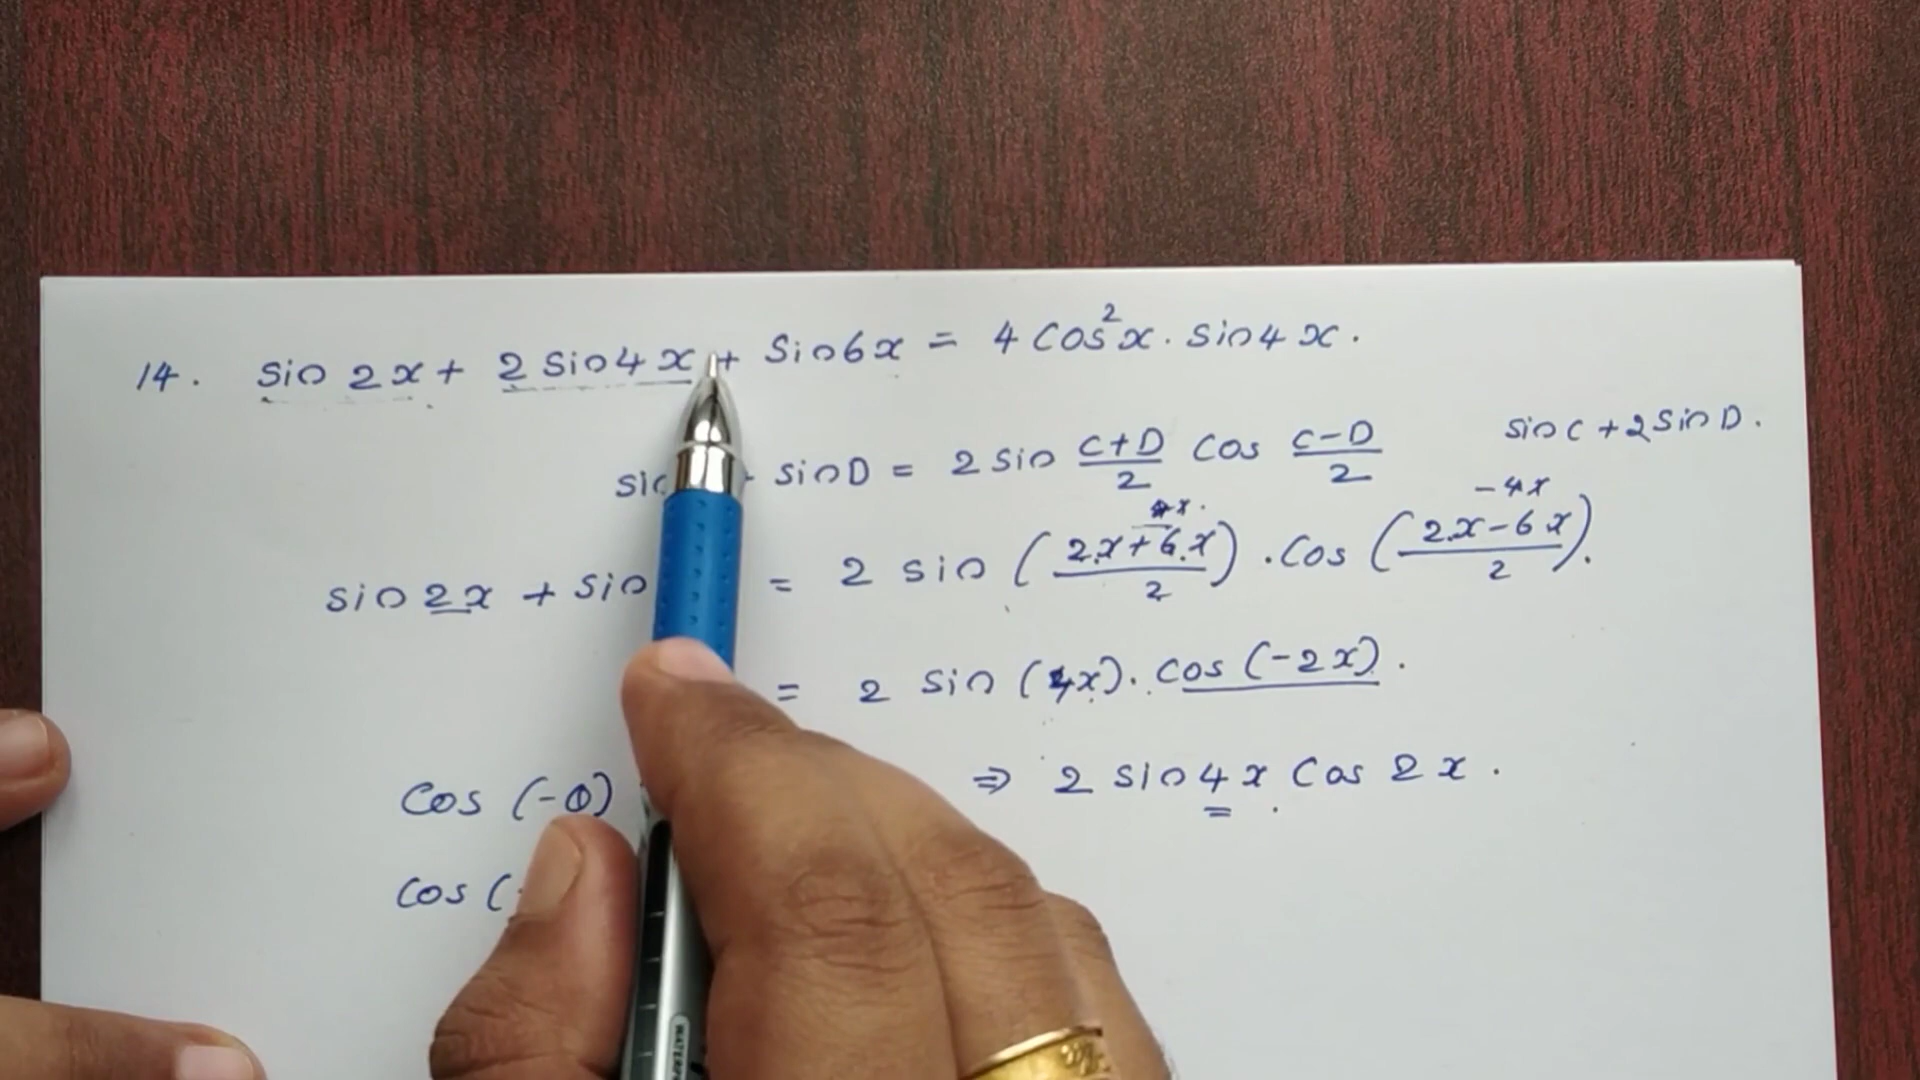 14. sin 2x + 2 sin 4x + sin 6x = 4 cos²x . sin 4x .
sin D = 2 sin (C+D)/2 cos (C-D)/2
sin C + 2 sin D .
-4x
sin 2x + sin = 2 sin ( (2x+6x)/2 ) . cos ( (2x-6x)/2 ) .
= 2 sin (4x) . cos (-2x) .
⇒ 2 sin 4x cos 2x .
cos (-θ)
cos (